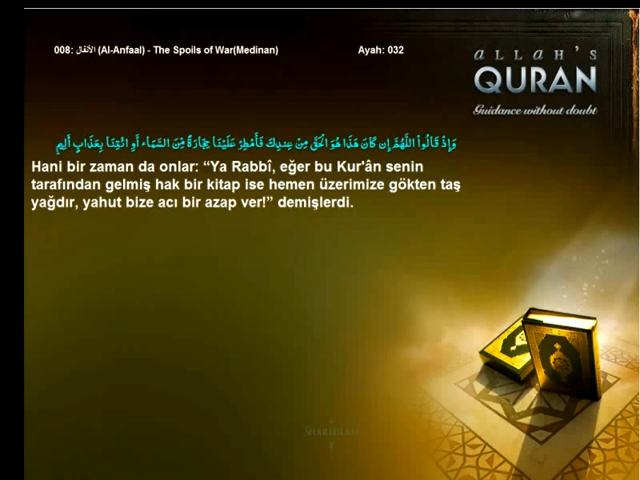 008: الأنفال (Al-Anfaal) - The Spoils of War(Medinan) Ayah: 032
ALLAH'S
QURAN
Guidance without doubt
وَإِذْ قَالُواْ اللَّهُمَّ إِن كَانَ هَذَا هُوَ الْحَقَّ مِنْ عِندِكَ فَأَمْطِرْ عَلَيْنَا حِجَارَةً مِّنَ السَّمَاء أَوِ ائْتِنَا بِعَذَابٍ أَلِيمٍ
Hani bir zaman da onlar: “Ya Rabbî, eğer bu Kur'ân senin
tarafından gelmiş hak bir kitap ise hemen üzerimize gökten taş
yağdır, yahut bize acı bir azap ver!” demişlerdi.